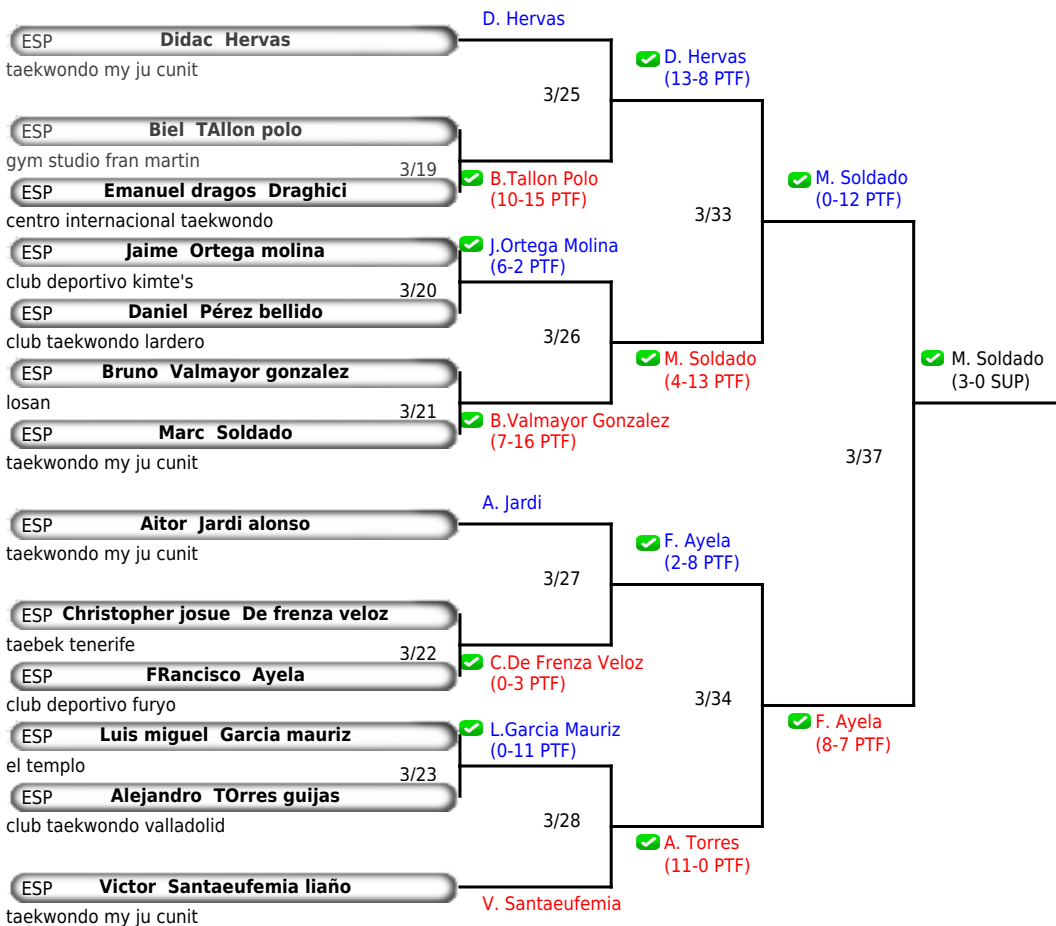 D. Hervas
ESP Didac Hervas
taekwondo my ju cunit
D. Hervas
(13-8 PTF)
3/25
ESP Biel TAllon polo
gym studio fran martin
3/19
B.Tallon Polo
(10-15 PTF)
ESP Emanuel dragos Draghici
centro internacional taekwondo
M. Soldado
(0-12 PTF)
3/33
ESP Jaime Ortega molina
J.Ortega Molina
(6-2 PTF)
club deportivo kimte's
3/20
ESP Daniel Pérez bellido
club taekwondo lardero
3/26
M. Soldado
(4-13 PTF)
ESP Bruno Valmayor gonzalez
losan
3/21
B.Valmayor Gonzalez
(7-16 PTF)
ESP Marc Soldado
taekwondo my ju cunit
M. Soldado
(3-0 SUP)
3/37
A. Jardi
ESP Aitor Jardi alonso
taekwondo my ju cunit
F. Ayela
(2-8 PTF)
3/27
ESP Christopher josue De frenza veloz
taebek tenerife
3/22
C.De Frenza Veloz
(0-3 PTF)
ESP FRancisco Ayela
club deportivo furyo
3/34
F. Ayela
(8-7 PTF)
ESP Luis miguel Garcia mauriz
L.Garcia Mauriz
(0-11 PTF)
el templo
3/23
ESP Alejandro TOrres guijas
club taekwondo valladolid
3/28
A. Torres
(11-0 PTF)
ESP Victor Santaeufemia liaño
V. Santaeufemia
taekwondo my ju cunit